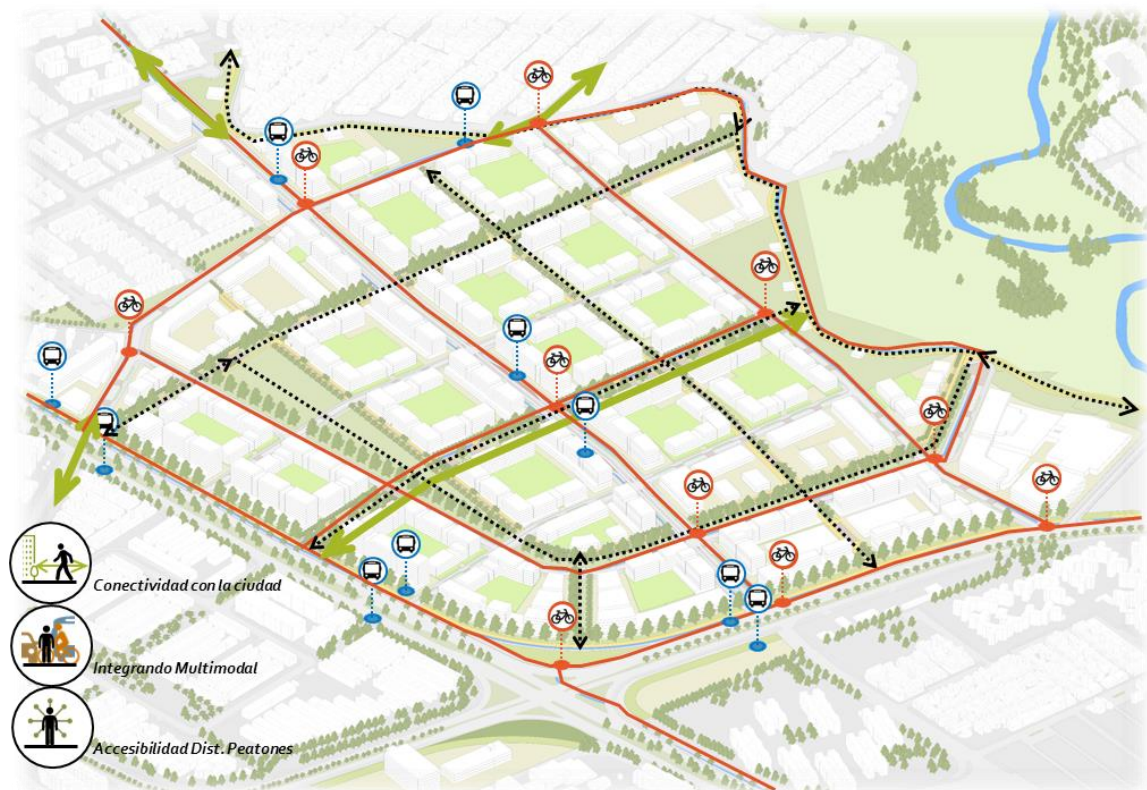 Conectividad con la ciudad
Integrando Multimodal
Accesibilidad Dist. Peatones